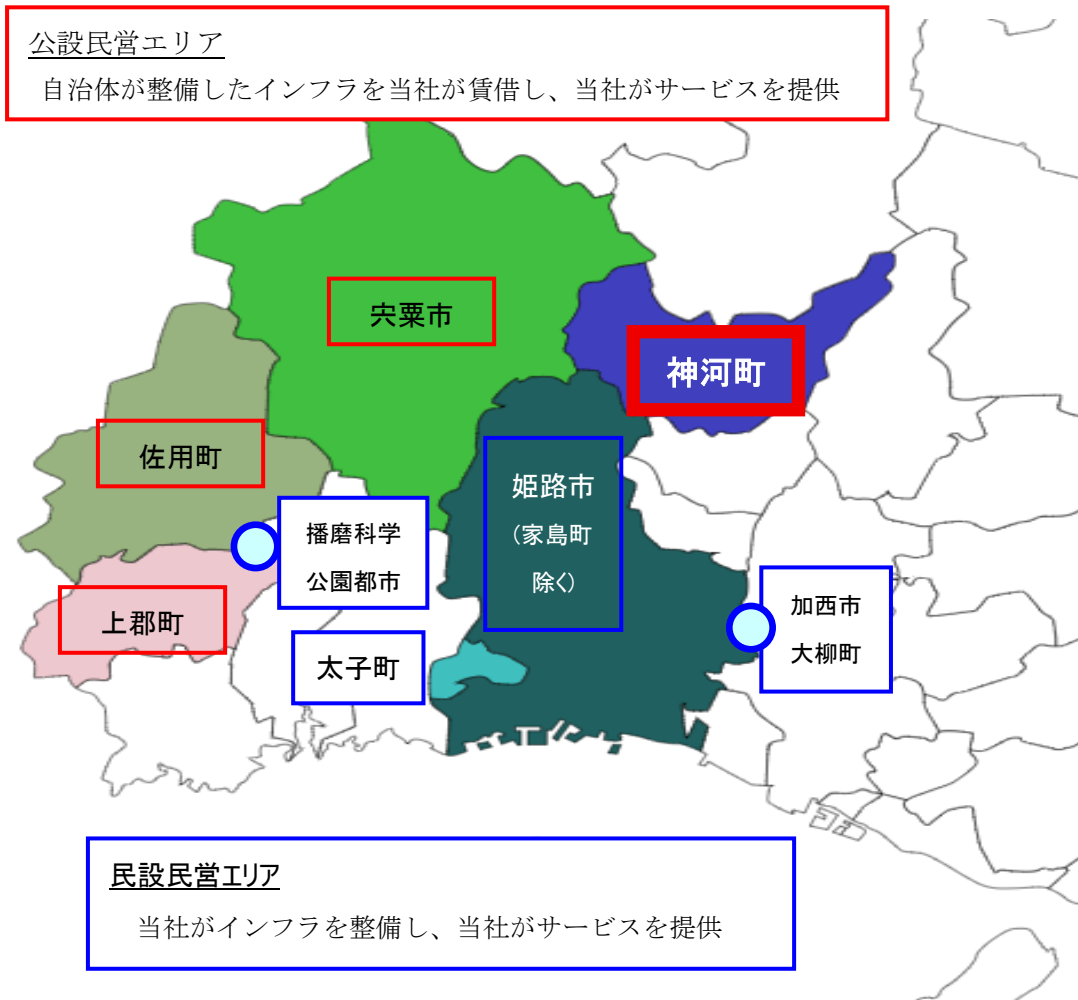 公設民営エリア
自治体が整備したインフラを当社が賃借し、当社がサービスを提供
宍粟市
神河町
佐用町
姫路市
(家島町
除く)
播磨科学
公園都市
加西市
大柳町
上郡町
太子町
民設民営エリア
当社がインフラを整備し、当社がサービスを提供